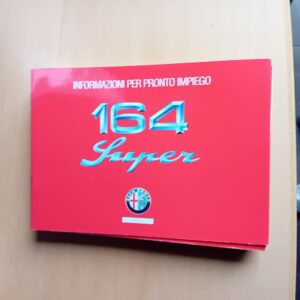 INFORMAZIONI PER PRONTO IMPIEGO
164
Super